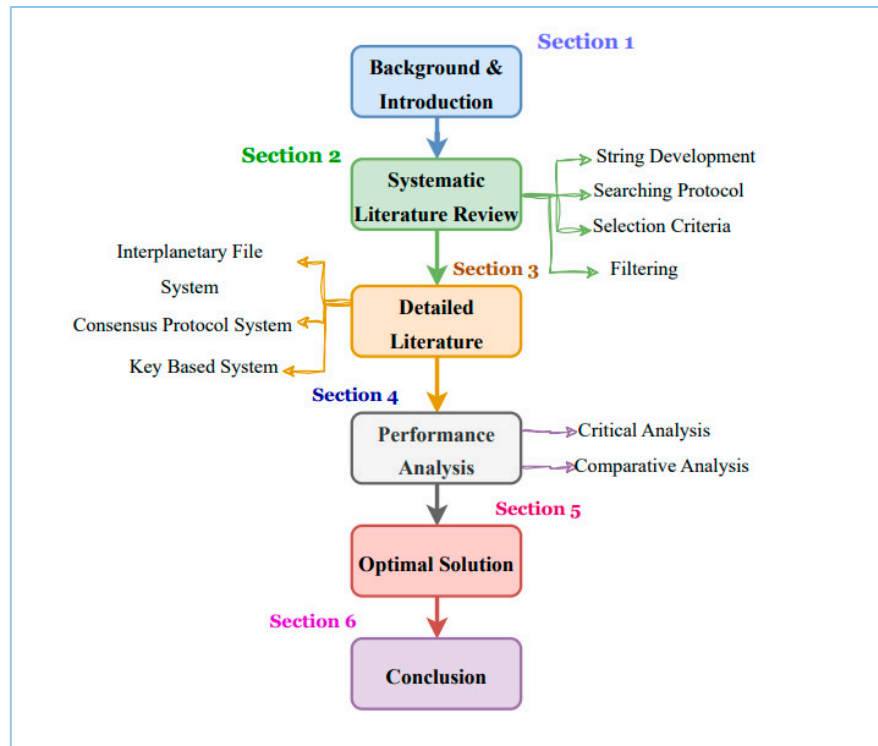 Section 1
Background &
Introduction
Section 2
Systematic
Literature Review
String Development
Searching Protocol
Selection Criteria
Filtering
Section 3
Detailed
Literature
Interplanetary File
System
Consensus Protocol System
Key Based System
Section 4
Performance
Analysis
Critical Analysis
Comparative Analysis
Section 5
Optimal Solution
Section 6
Conclusion